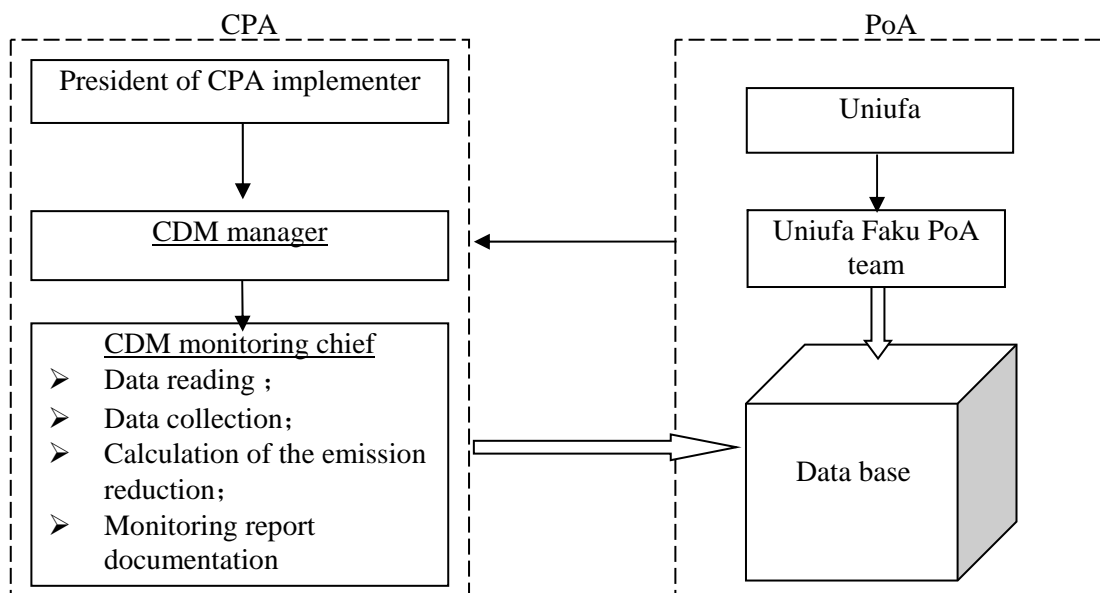 CPA
President of CPA implementer
CDM manager
CDM monitoring chief
➢ Data reading ；
➢ Data collection；
➢ Calculation of the emission
reduction；
➢ Monitoring report
documentation
PoA
Uniufa
Uniufa Faku PoA
team
Data base